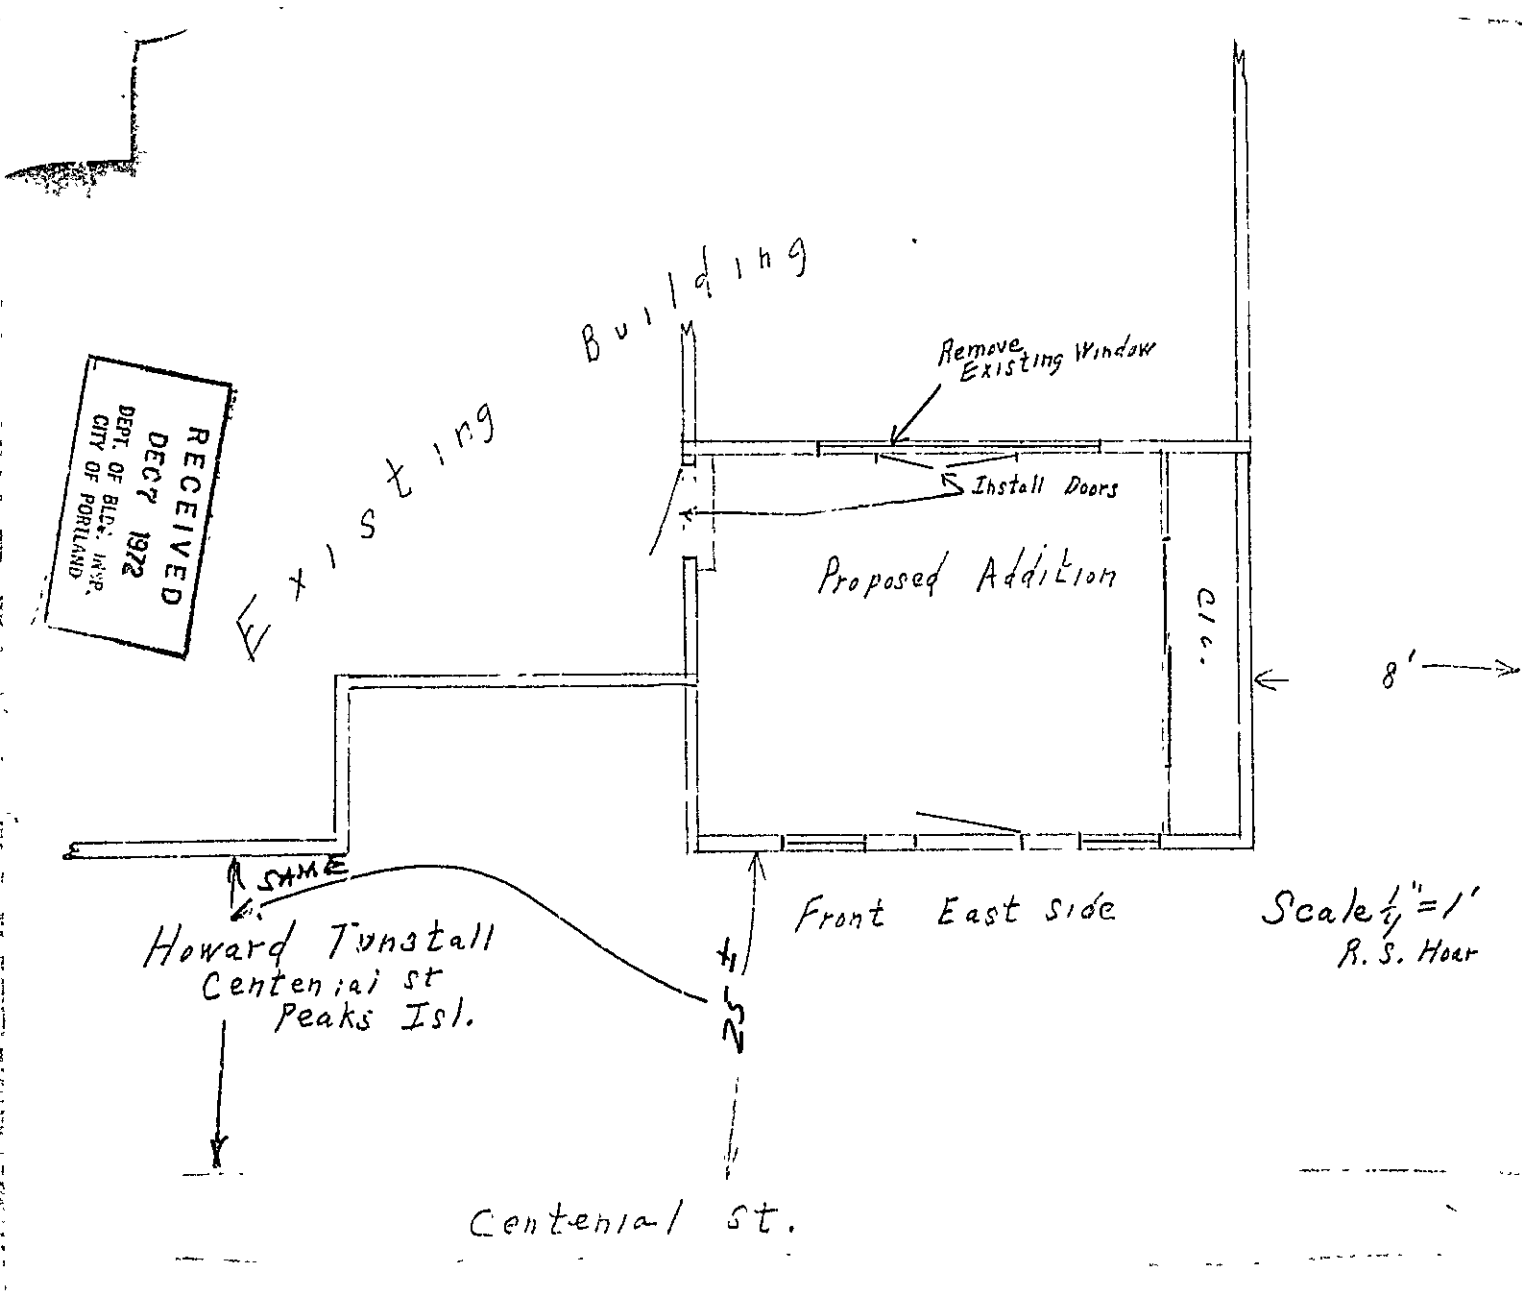 Existing Building
Remove
Existing Window
Install Doors
Proposed Addition
Clo.
8'
RECEIVED
DEC 7 1972
DEPT. OF BLDG. INSP.
CITY OF PORTLAND
SAME
Howard Tunstall
Centenial St
Peaks Isl.
25 ±
Front East side
Scale 1/4"=1'
R. S. Hoar
Centenial St.